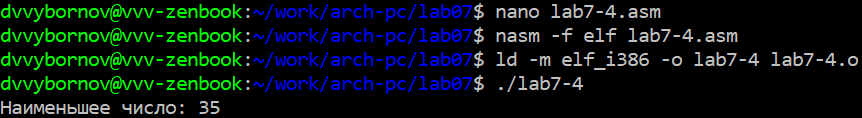 dvvybornov@vvv-zenbook:~/work/arch-pc/lab07$ nano lab7-4.asm
dvvybornov@vvv-zenbook:~/work/arch-pc/lab07$ nasm -f elf lab7-4.asm
dvvybornov@vvv-zenbook:~/work/arch-pc/lab07$ ld -m elf_i386 -o lab7-4 lab7-4.o
dvvybornov@vvv-zenbook:~/work/arch-pc/lab07$ ./lab7-4
Наименьшее число: 35